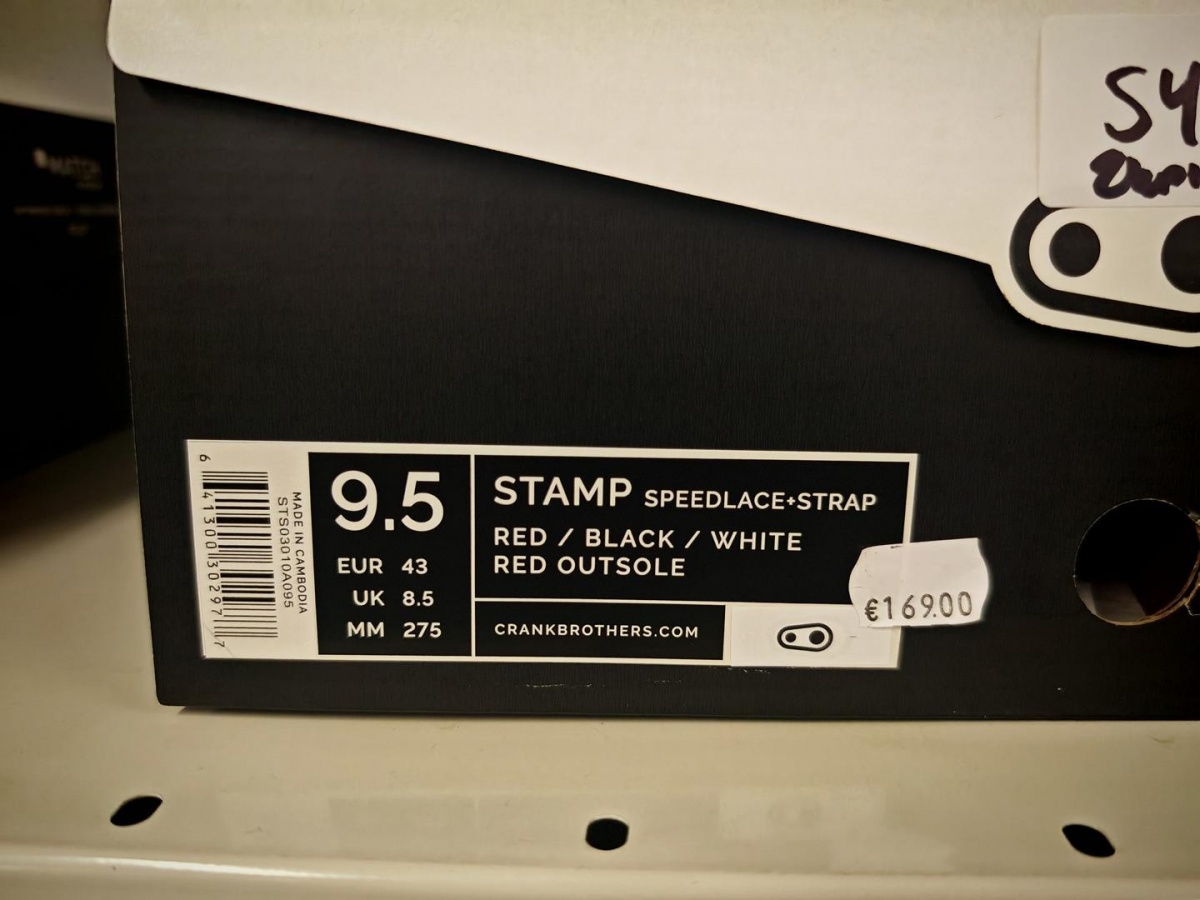 SY
9.5
EUR 43
UK 8.5
MM 275
STAMP SPEEDLACE+STRAP
RED / BLACK / WHITE
RED OUTSOLE
CRANKBROTHERS.COM
€169.00
MADE IN CAMBODIA
STS03010A095
6 41300 30297 7